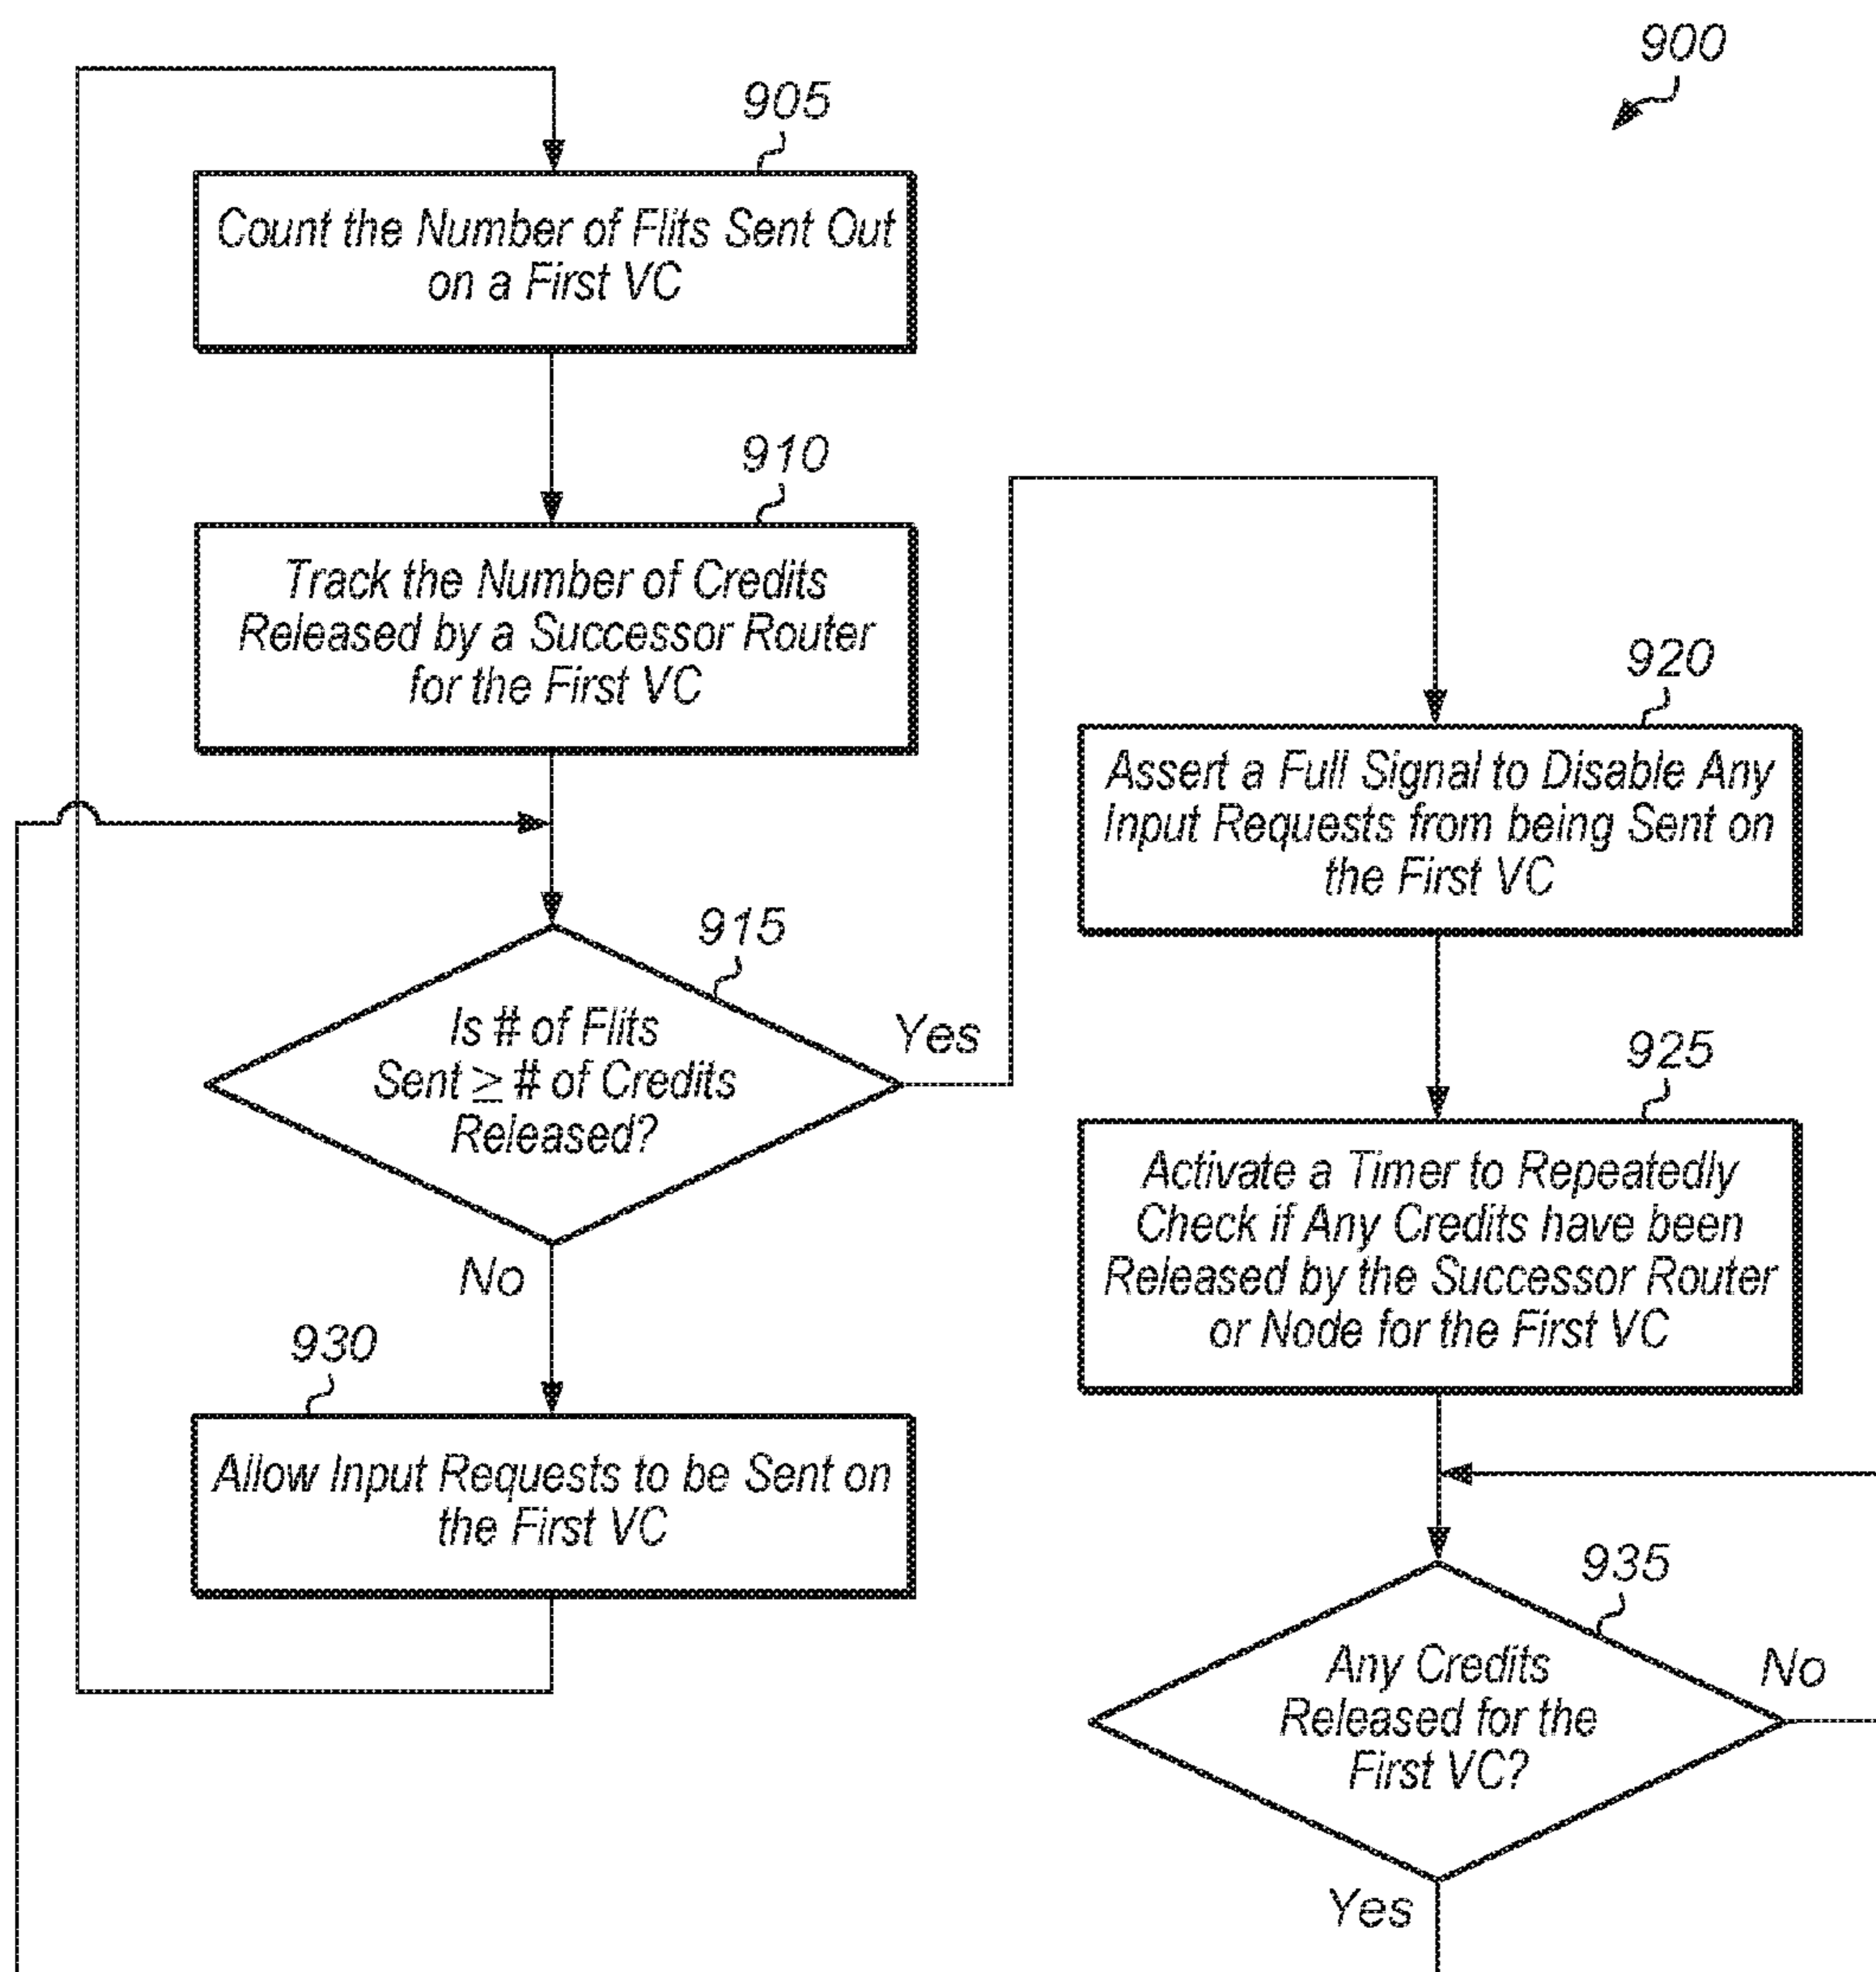 900
905
Count the Number of Flits Sent Out
on a First VC
910
Track the Number of Credits
Released by a Successor Router
for the First VC
915
Is # of Flits
Sent ≥ # of Credits
Released?
Yes
No
930
Allow Input Requests to be Sent on
the First VC
920
Assert a Full Signal to Disable Any
Input Requests from being Sent on
the First VC
925
Activate a Timer to Repeatedly
Check if Any Credits have been
Released by the Successor Router
or Node for the First VC
935
Any Credits
Released for the
First VC?
No
Yes